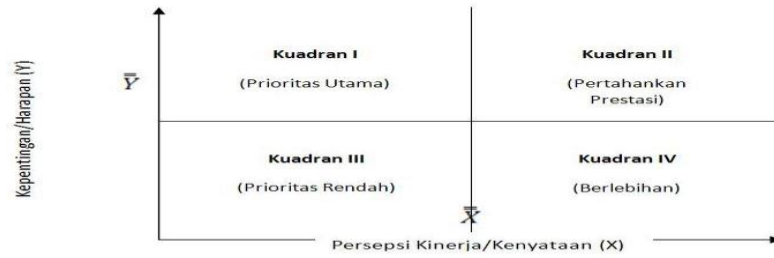 Kepentingan/Harapan (Y)
Y̿
Kuadran I
(Prioritas Utama)
Kuadran II
(Pertahankan
Prestasi)
Kuadran III
(Prioritas Rendah)
Kuadran IV
(Berlebihan)
X̿
Persepsi Kinerja/Kenyataan (X)